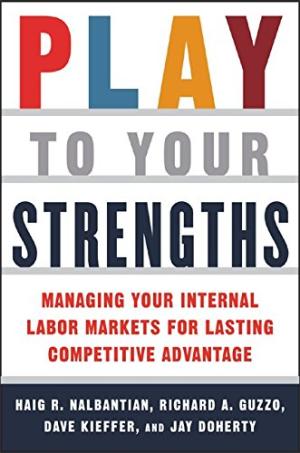 PLAY
TO YOUR
STRENGTHS
MANAGING YOUR INTERNAL
LABOR MARKETS FOR LASTING
COMPETITIVE ADVANTAGE
HAIG R. NALBANTIAN, RICHARD A. GUZZO,
DAVE KIEFFER, AND JAY DOHERTY